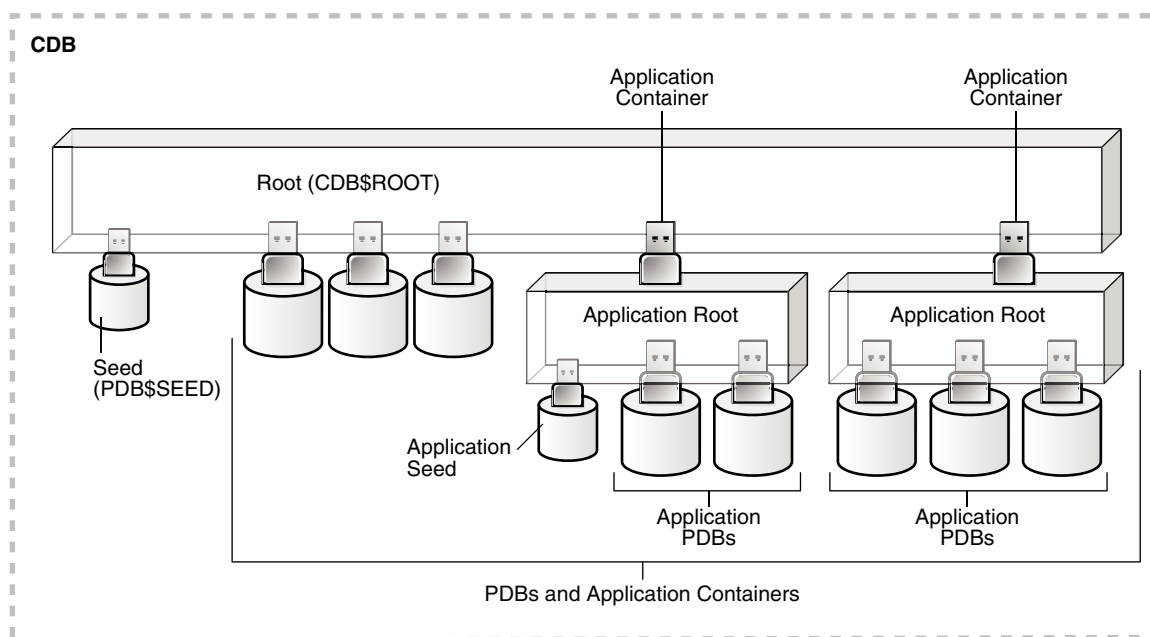 CDB
Application
Container
Application
Container
Root (CDB$ROOT)
Application Root
Application Root
Seed
(PDB$SEED)
Application
Seed
Application
PDBs
Application
PDBs
PDBs and Application Containers